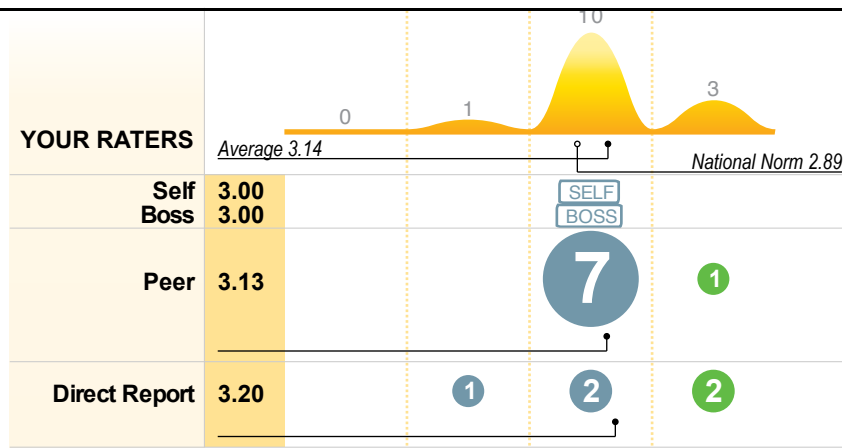 10
3
1
0
YOUR RATERS
Average 3.14
National Norm 2.89
Self 3.00 SELF
Boss 3.00 BOSS
Peer 3.13 7 1
Direct Report 3.20 1 2 2